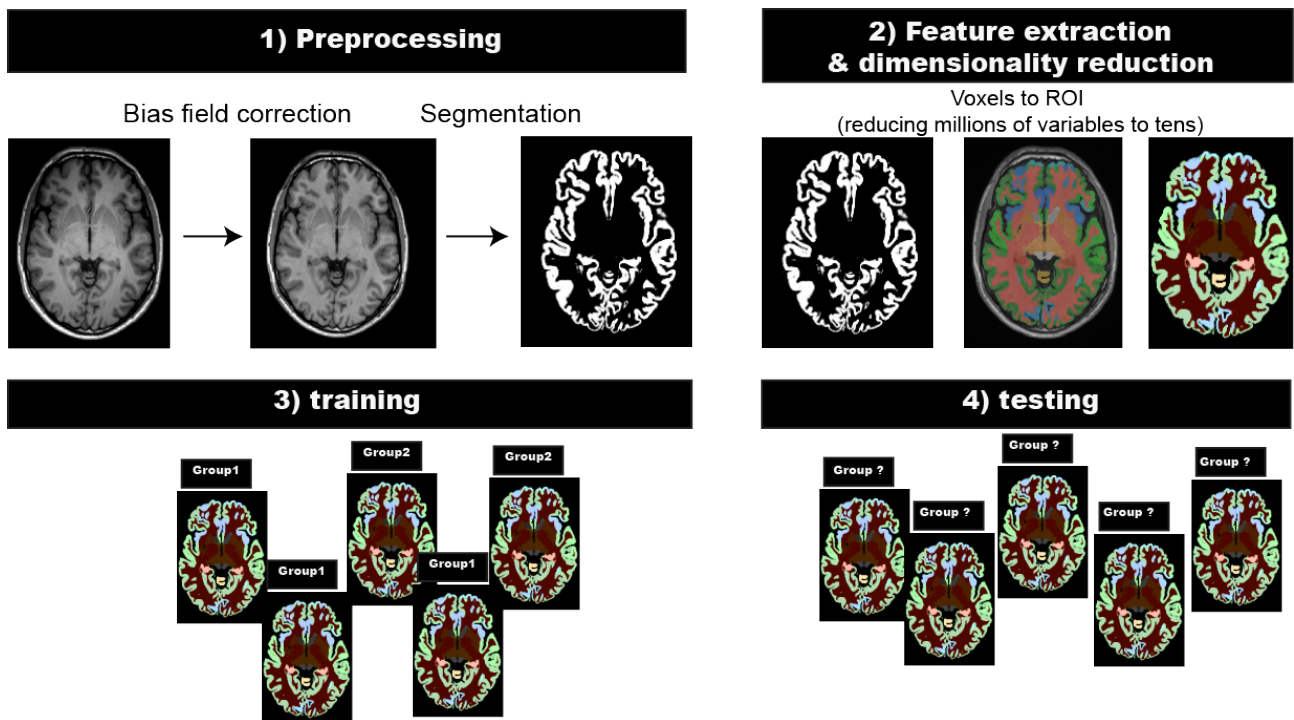 1) Preprocessing
Bias field correction
Segmentation
2) Feature extraction
& dimensionality reduction
Voxels to ROI
(reducing millions of variables to tens)
3) training
Group1
Group1
Group2
Group1
Group2
4) testing
Group ?
Group ?
Group ?
Group ?
Group ?